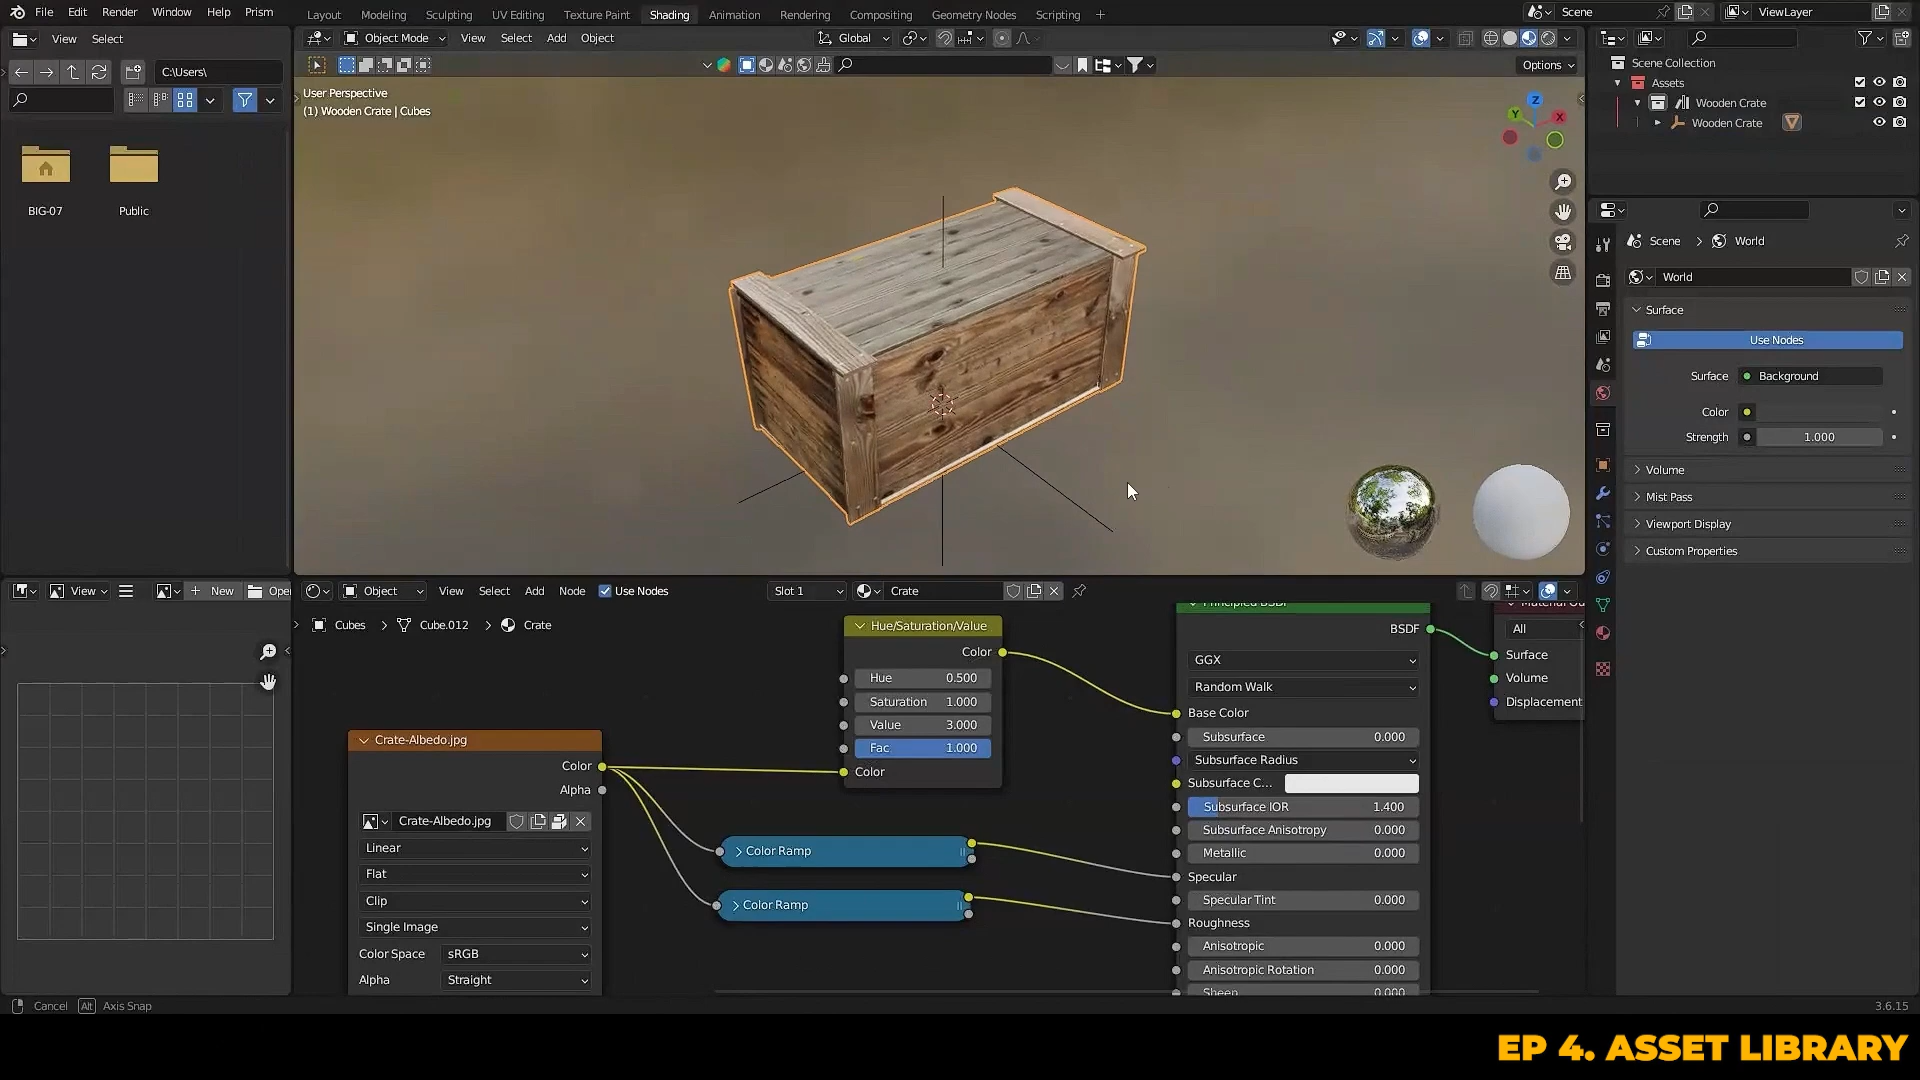 File Edit Render Window Help Prism
Layout Modeling Sculpting UV Editing Texture Paint Shading Animation Rendering Compositing Geometry Nodes Scripting +
Scene
ViewLayer
View Select
Object Mode View Select Add Object
Global
C:\Users\
Options
BIG-07
Public
User Perspective
(1) Wooden Crate | Cubes
Z
Y
X
Scene Collection
Assets
Wooden Crate
Wooden Crate
Scene > World
World
Surface
Use Nodes
Surface Background
Color
Strength 1.000
Volume
Mist Pass
Viewport Display
Custom Properties
View + New Open
Object View Select Add Node Use Nodes Slot 1 Crate
Cubes > Cube.012 > Crate
Hue/Saturation/Value
Color
Hue 0.500
Saturation 1.000
Value 3.000
Fac 1.000
Color
Crate-Albedo.jpg
Color
Alpha
Crate-Albedo.jpg
Linear
Flat
Clip
Single Image
Color Space sRGB
Alpha Straight
Color Ramp
Color Ramp
Principled BSDF
BSDF
GGX
Random Walk
Base Color
Subsurface 0.000
Subsurface Radius
Subsurface C...
Subsurface IOR 1.400
Subsurface Anisotropy 0.000
Metallic 0.000
Specular
Specular Tint 0.000
Roughness
Anisotropic 0.000
Anisotropic Rotation 0.000
Sheen 0.000
Material Ou
All
Surface
Volume
Displacement
Cancel Alt Axis Snap
3.6.15
EP 4. ASSET LIBRARY